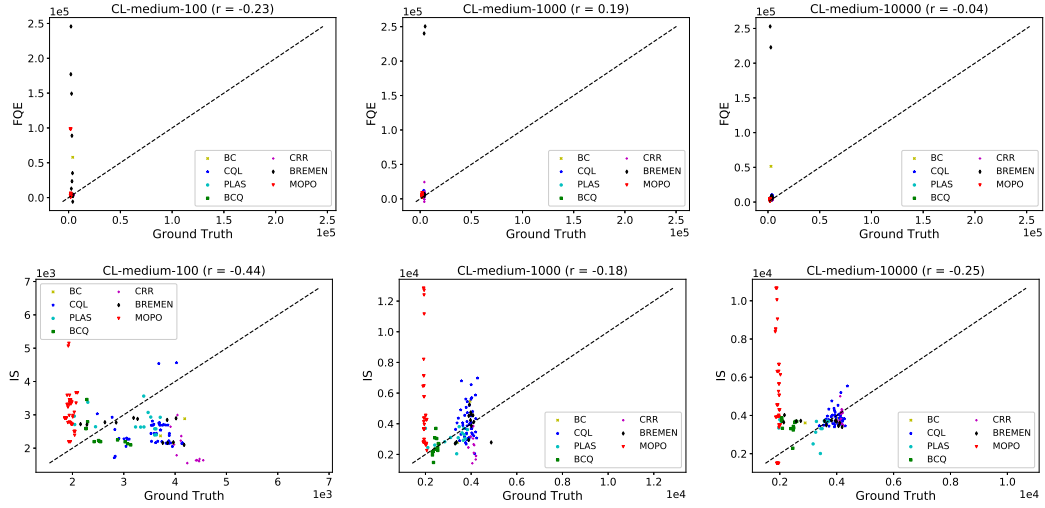 CL-medium-100 (r = -0.23)
1e5
FQE
2.5
2.0
1.5
1.0
0.5
0.0
BC
CQL
PLAS
BCQ
CRR
BREMEN
MOPO
0.0 0.5 1.0 1.5 2.0 2.5
Ground Truth
1e5
CL-medium-1000 (r = 0.19)
1e5
FQE
2.5
2.0
1.5
1.0
0.5
0.0
BC
CQL
PLAS
BCQ
CRR
BREMEN
MOPO
0.0 0.5 1.0 1.5 2.0 2.5
Ground Truth
1e5
CL-medium-10000 (r = -0.04)
1e5
FQE
2.5
2.0
1.5
1.0
0.5
0.0
BC
CQL
PLAS
BCQ
CRR
BREMEN
MOPO
0.0 0.5 1.0 1.5 2.0 2.5
Ground Truth
1e5
CL-medium-100 (r = -0.44)
1e3
IS
7
6
5
4
3
2
BC
CQL
PLAS
BCQ
CRR
BREMEN
MOPO
2 3 4 5 6 7
Ground Truth
1e3
CL-medium-1000 (r = -0.18)
1e4
IS
1.2
1.0
0.8
0.6
0.4
0.2
BC
CQL
PLAS
BCQ
CRR
BREMEN
MOPO
0.2 0.4 0.6 0.8 1.0 1.2
Ground Truth
1e4
CL-medium-10000 (r = -0.25)
1e4
IS
1.0
0.8
0.6
0.4
0.2
BC
CQL
PLAS
BCQ
CRR
BREMEN
MOPO
0.2 0.4 0.6 0.8 1.0
Ground Truth
1e4